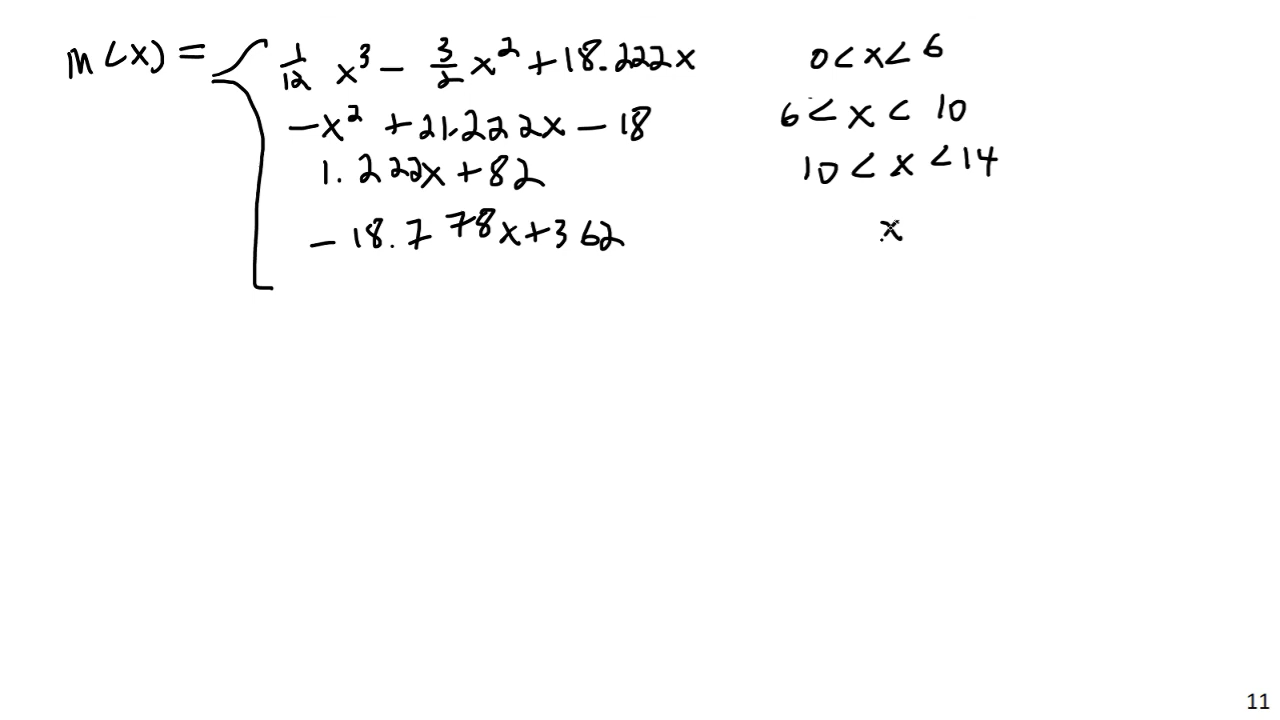 m(x) = { 1/12 x³ - 3/2 x² + 18.222x 0 < x < 6
-x² + 21.222x - 18 6 < x < 10
1.222x + 82 10 < x < 14
-18.778x + 362 x
11